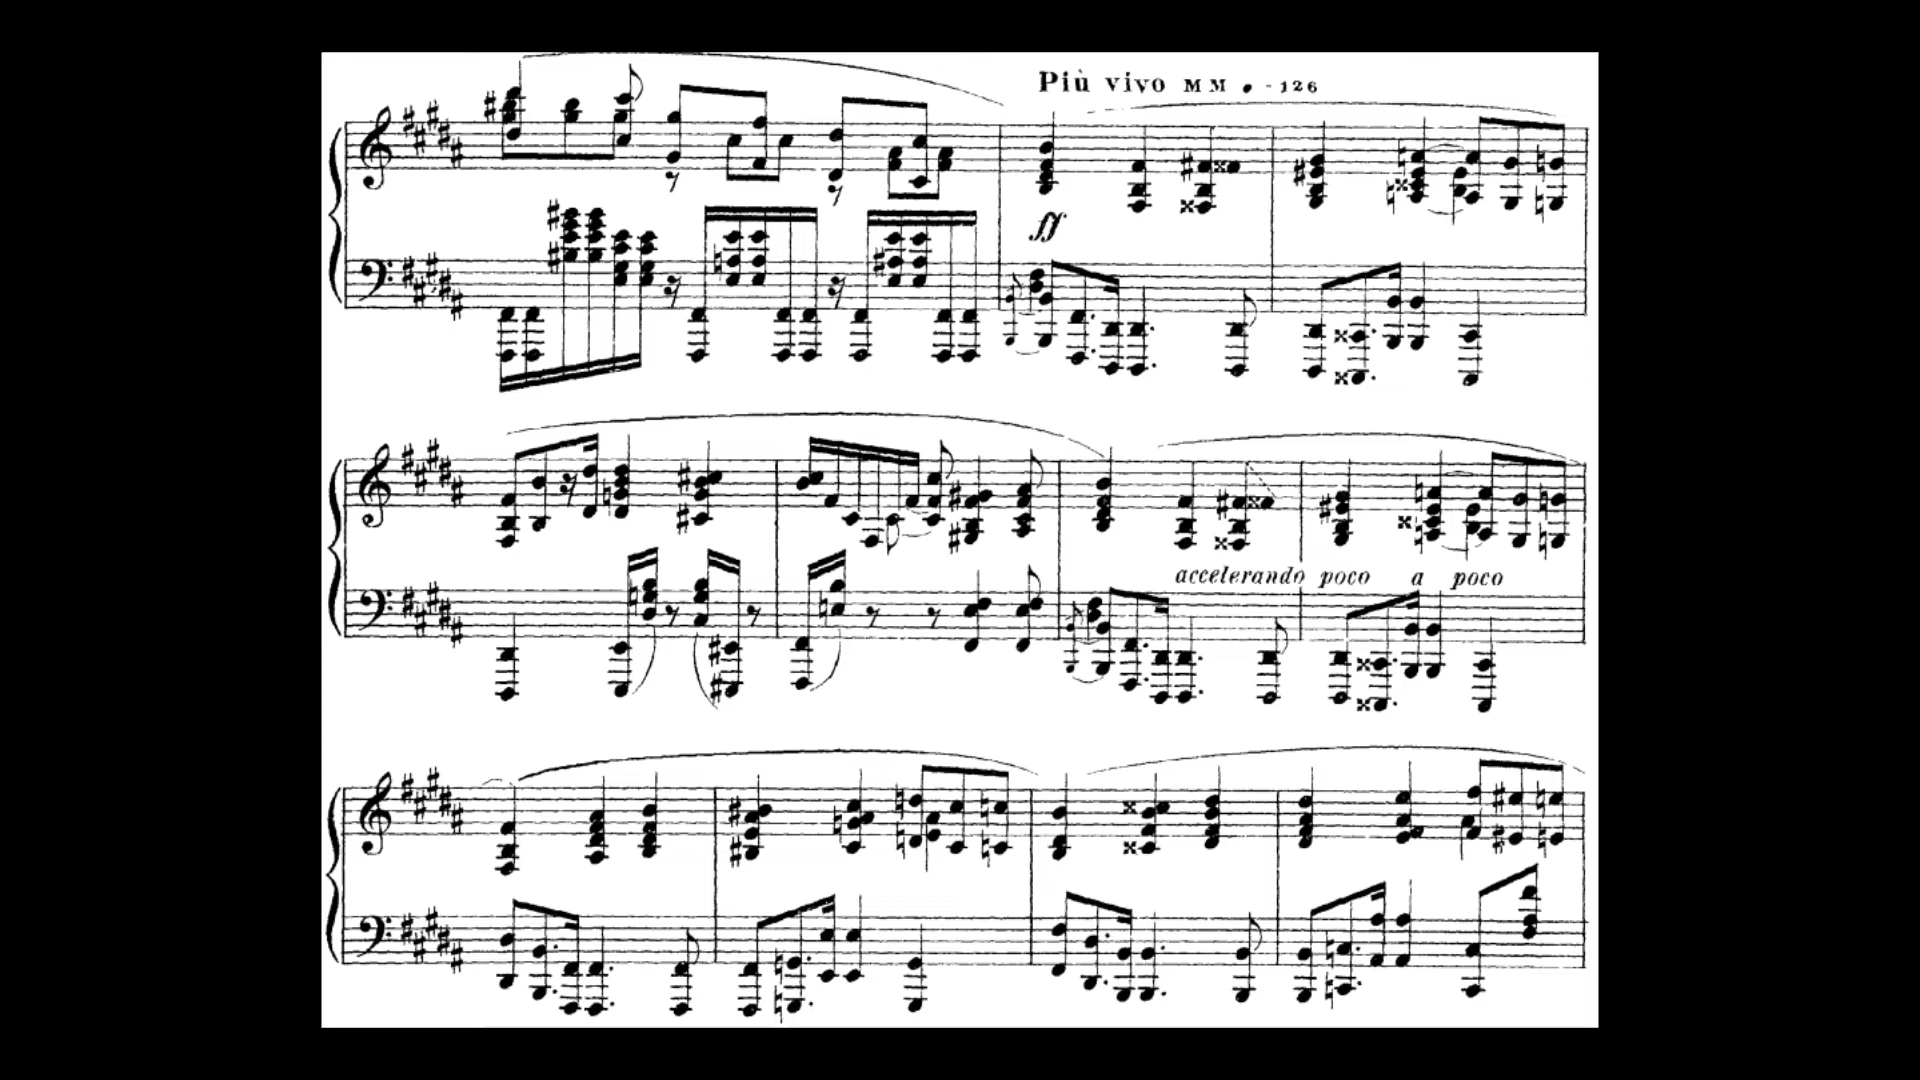 Più vivo MM ♩ - 126
ff
accelerando poco a poco